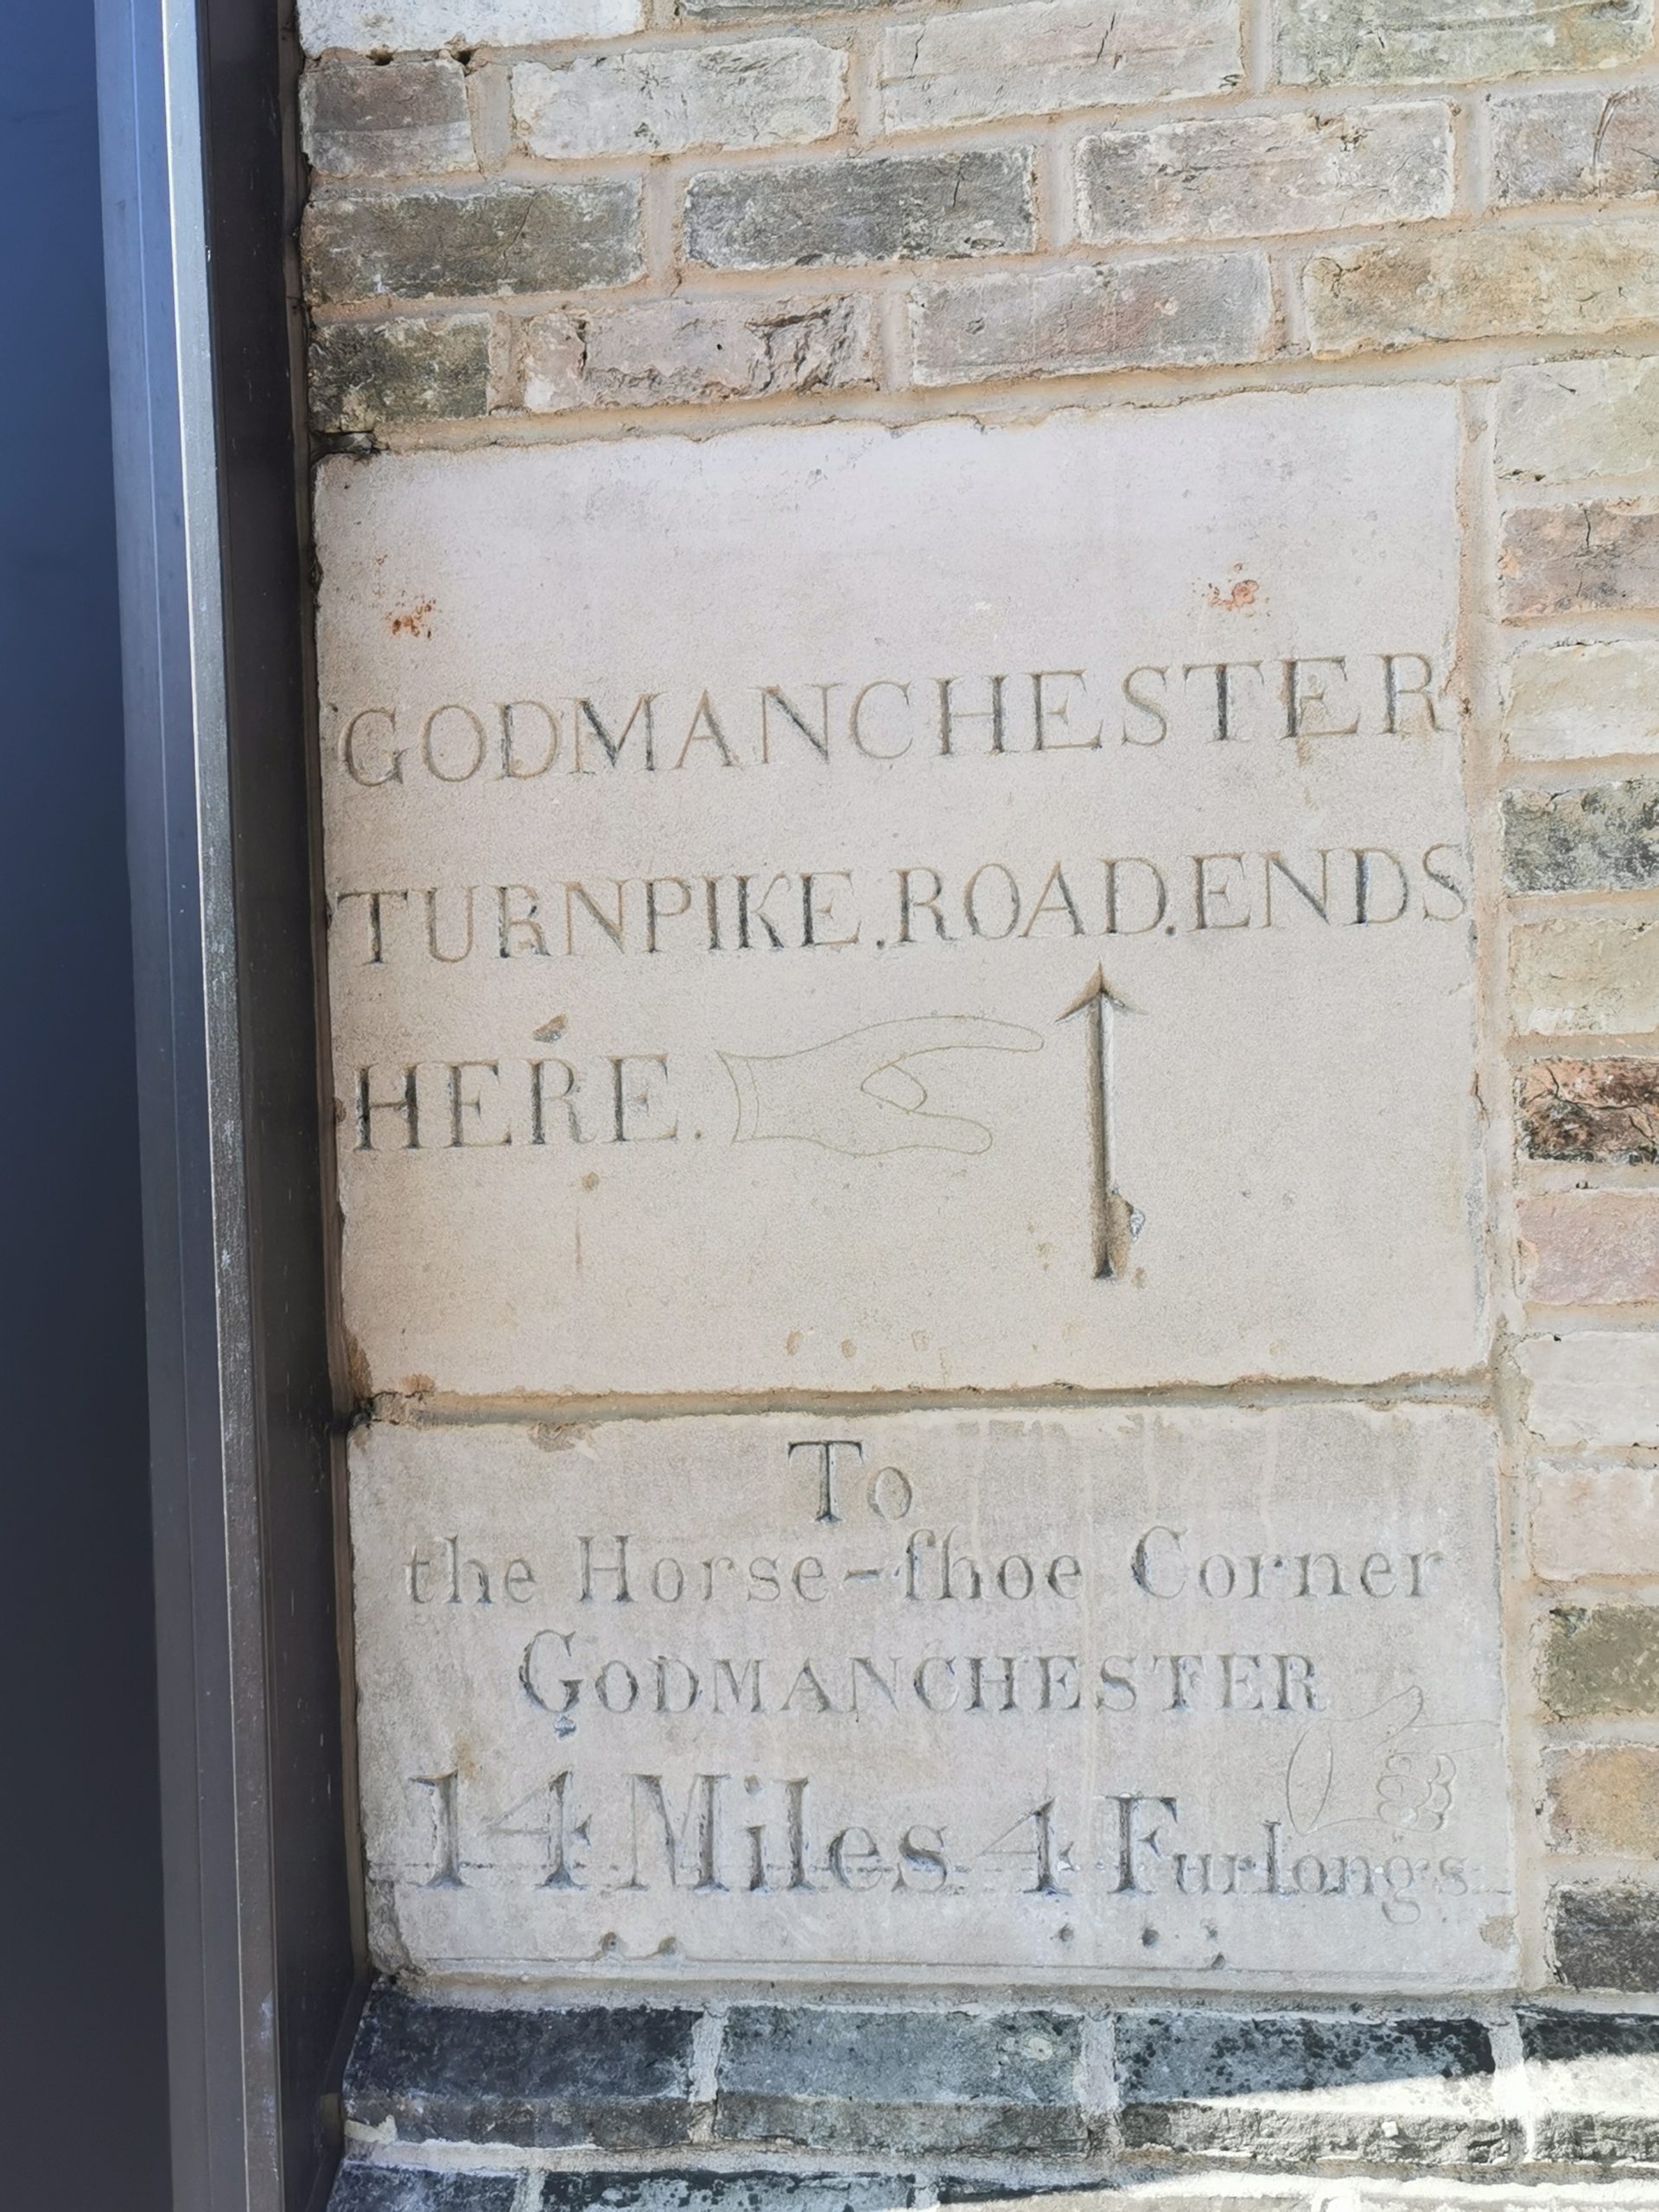 GODMANCHESTER
TURNPIKE.ROAD.ENDS
HERE.
To
the Horse-ſhoe Corner
GODMANCHESTER
14 Miles 4 Furlongs